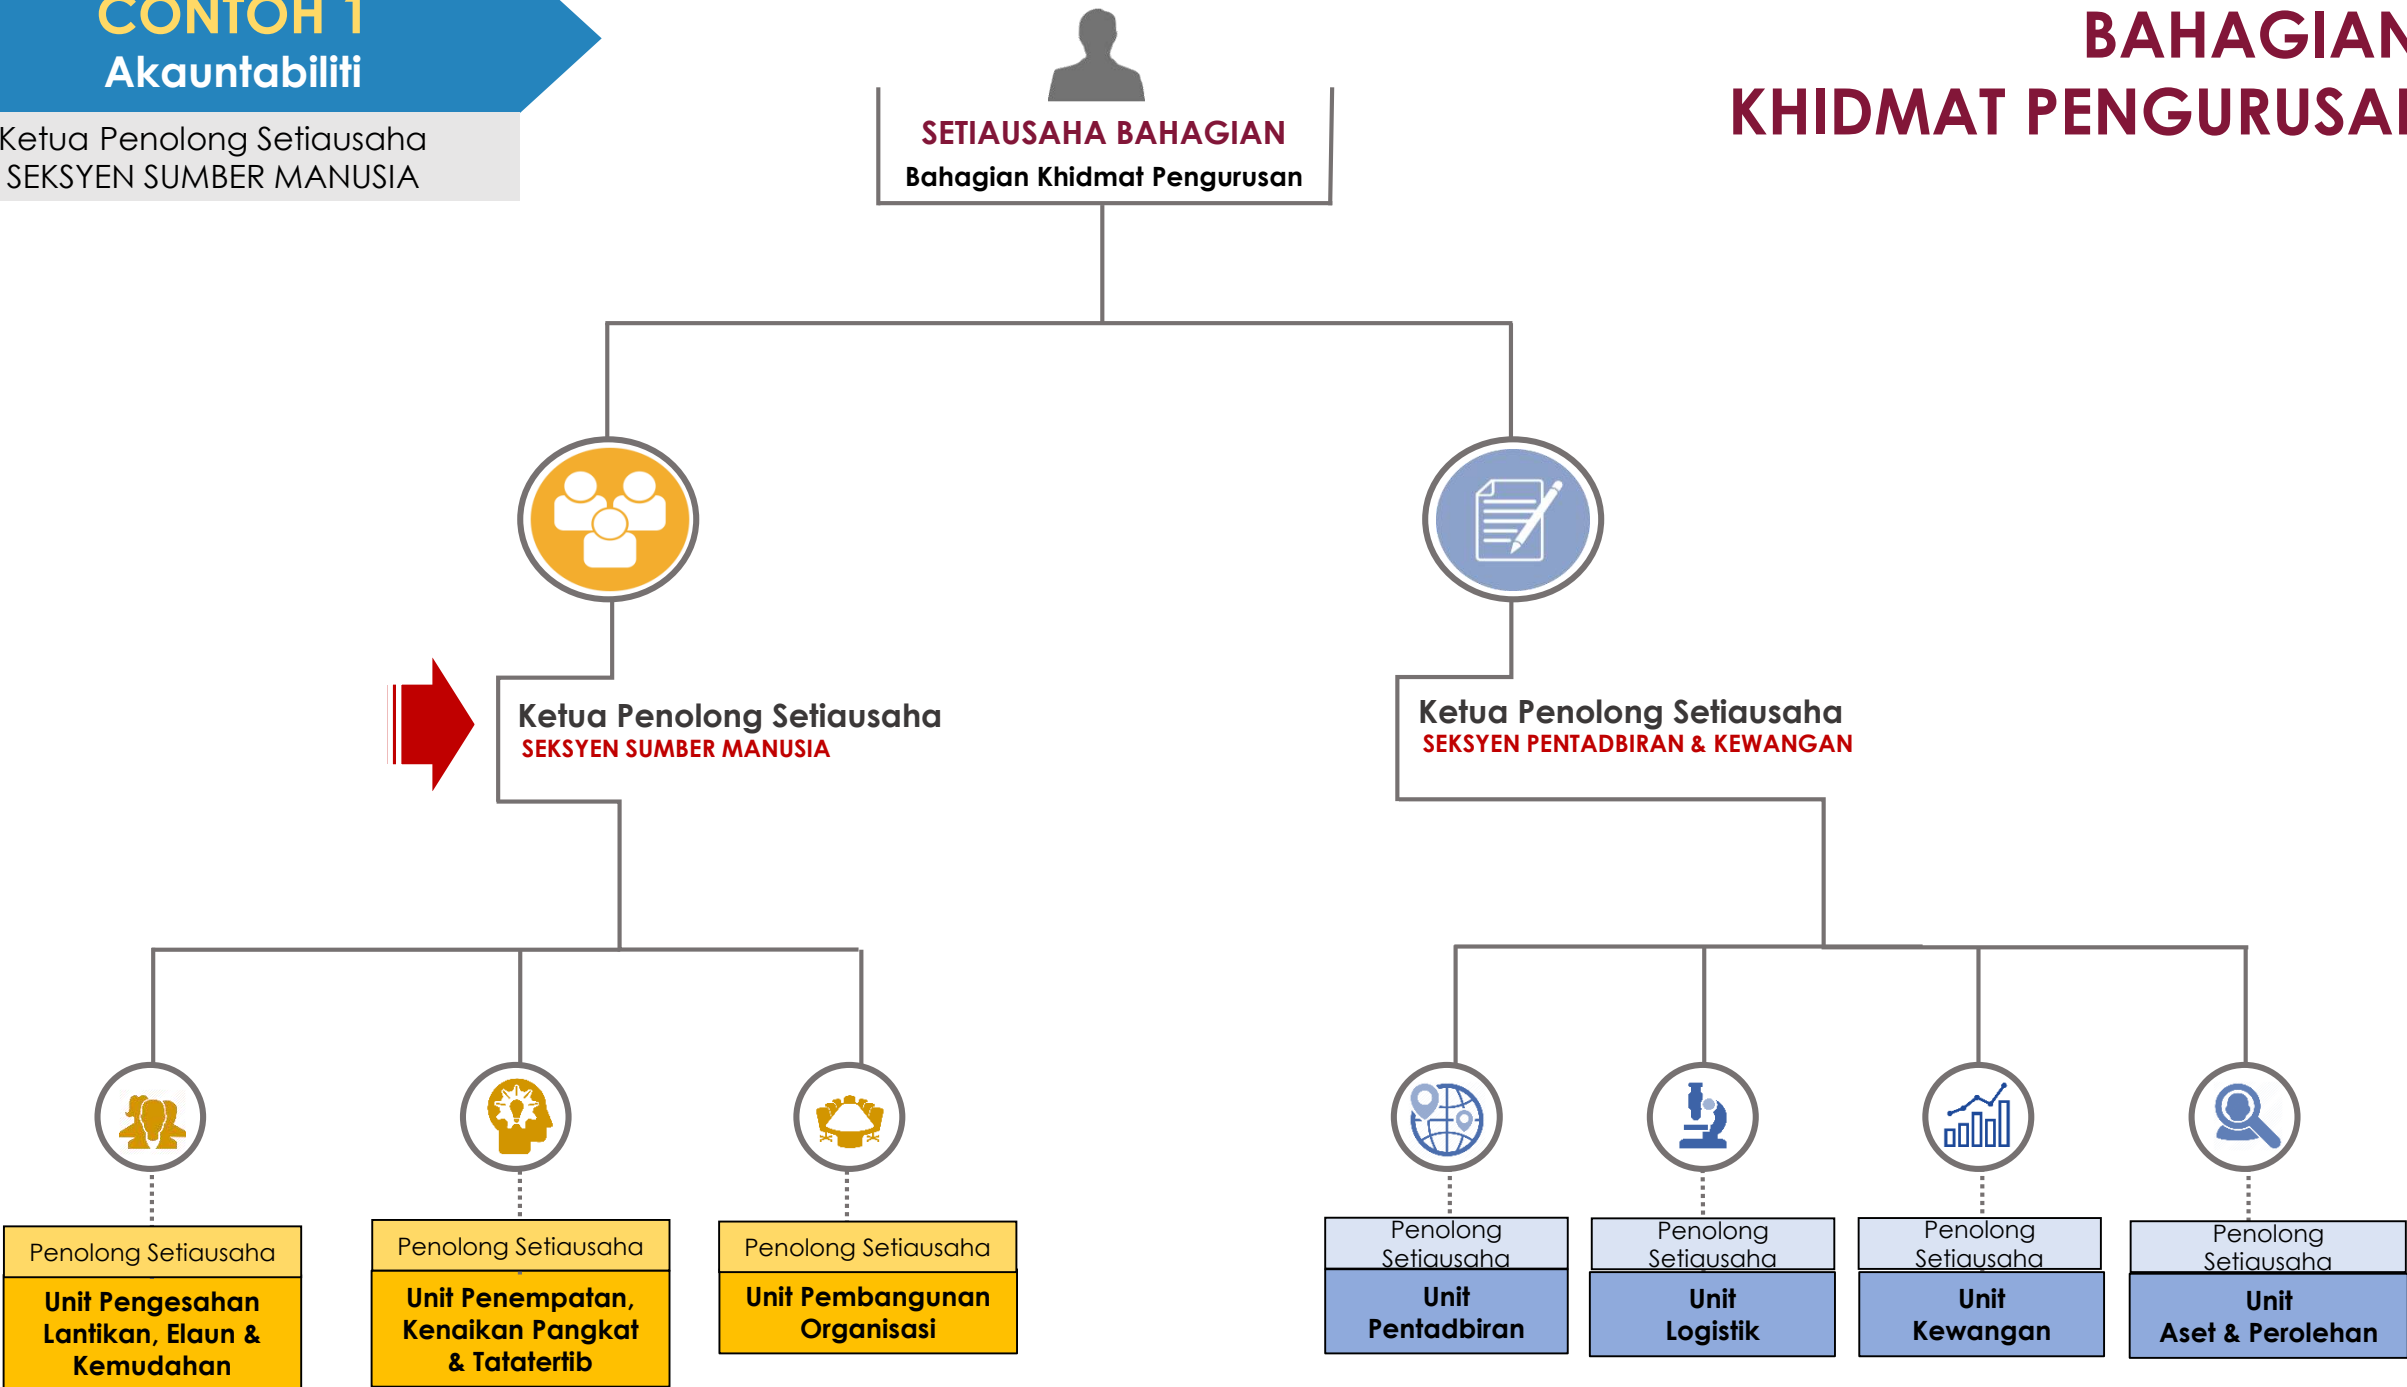 CONTOH 1
Akauntabiliti
Ketua Penolong Setiausaha
SEKSYEN SUMBER MANUSIA
BAHAGIAN
KHIDMAT PENGURUSA
SETIAUSAHA BAHAGIAN
Bahagian Khidmat Pengurusan
Ketua Penolong Setiausaha
SEKSYEN SUMBER MANUSIA
Ketua Penolong Setiausaha
SEKSYEN PENTADBIRAN & KEWANGAN
Penolong Setiausaha
Unit Pengesahan
Lantikan, Elaun &
Kemudahan
Penolong Setiausaha
Unit Penempatan,
Kenaikan Pangkat
& Tatatertib
Penolong Setiausaha
Unit Pembangunan
Organisasi
Penolong
Setiausaha
Unit
Pentadbiran
Penolong
Setiausaha
Unit
Logistik
Penolong
Setiausaha
Unit
Kewangan
Penolong
Setiausaha
Unit
Aset & Perolehan